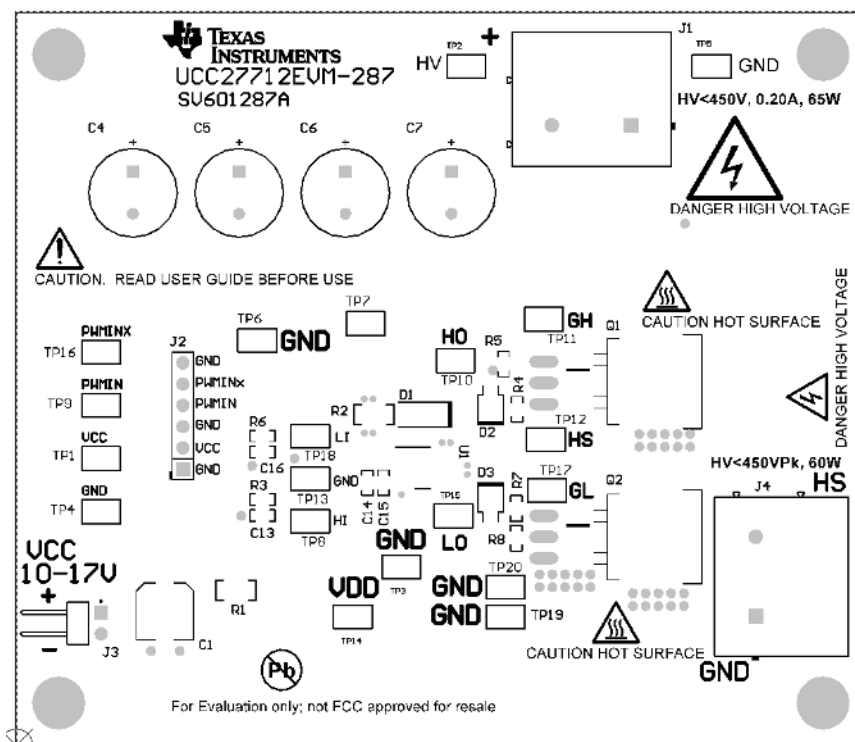 TEXAS
INSTRUMENTS
UCC27712EVM-287
SV601287A
HV
TP2
+
J1
TP5
GND
HV<450V, 0.20A, 65W
C4
C5
C6
C7
+
+
+
+
DANGER HIGH VOLTAGE
CAUTION. READ USER GUIDE BEFORE USE
CAUTION HOT SURFACE
DANGER HIGH VOLTAGE
PWMINX
TP16
PWMIN
TP9
VCC
TP1
GND
TP4
J2
GND
PWMINx
PWMIN
GND
VCC
GND
TP6
GND
TP7
HO
TP10
R5
GH
TP11
Q1
R4
D1
R2
D2
TP12
HS
R6
C16
LI
TP18
U1
R3
C13
TP13
GND
TP8
HI
C14
C15
TP15
LO
D3
R7
R8
TP17
GL
Q2
HV<450VPk, 60W
HS
J4
GND
TP3
VDD
TP14
TP20
GND
GND
TP19
CAUTION HOT SURFACE
GND
VCC
10-17V
+
-
J3
C1
R1
Pb
For Evaluation only; not FCC approved for resale